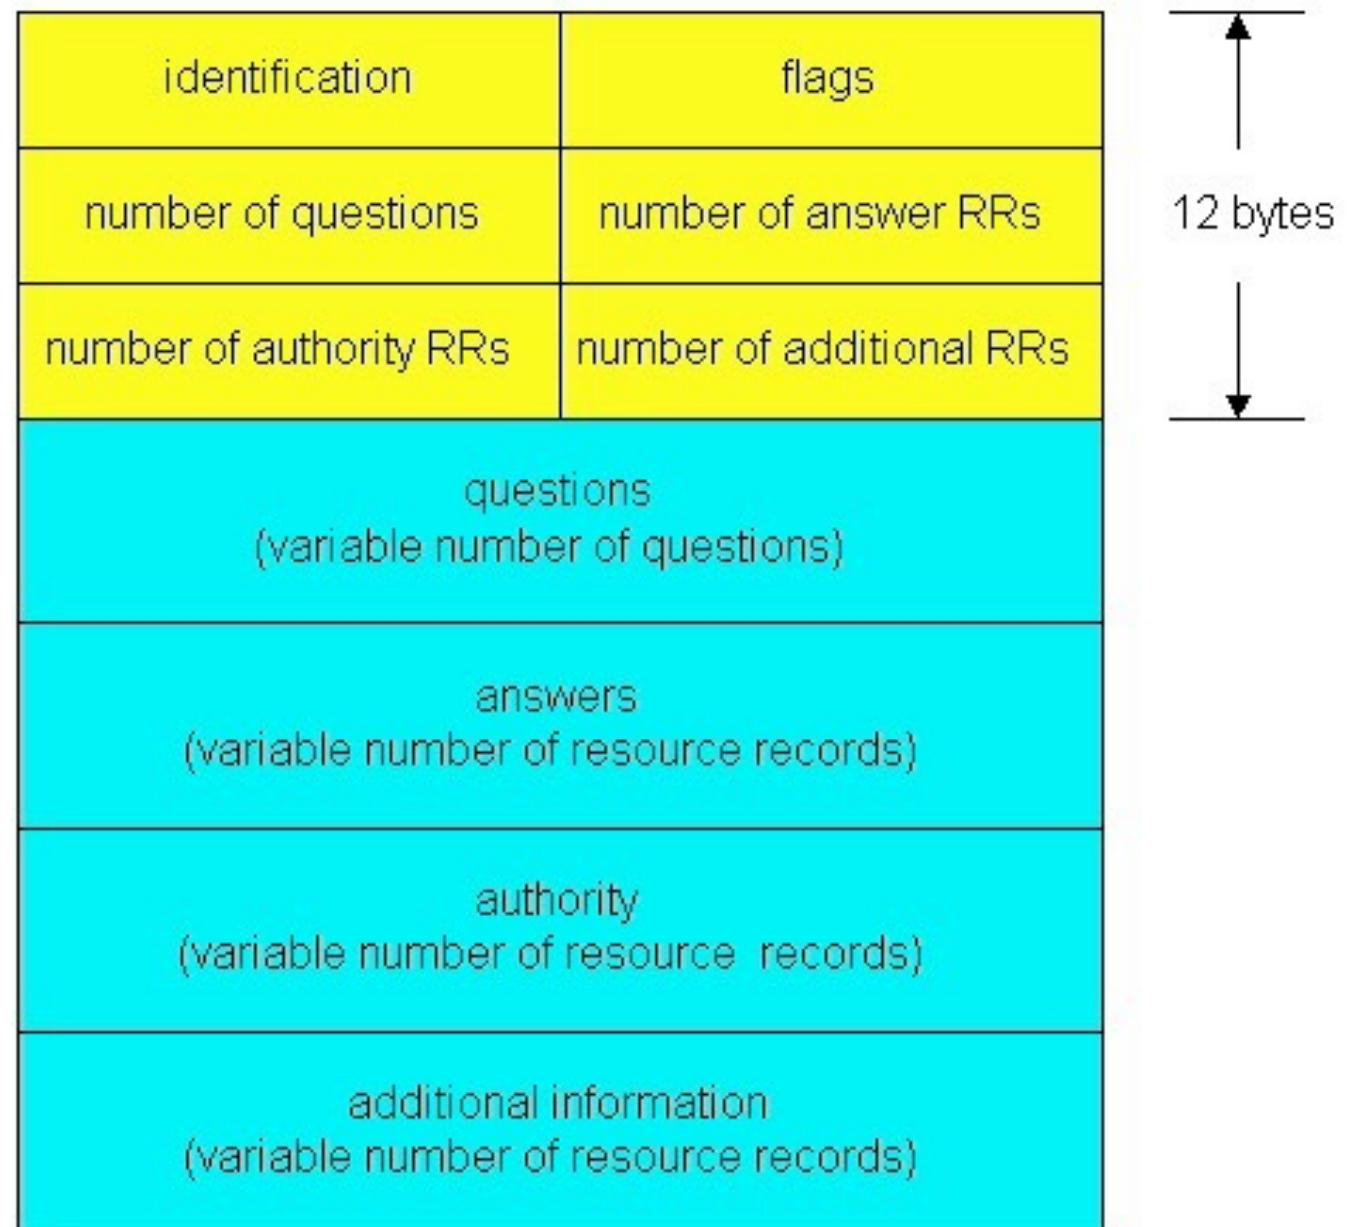 identification
flags
number of questions
number of answer RRs
12 bytes
number of authority RRs
number of additional RRs
questions
(variable number of questions)
answers
(variable number of resource records)
authority
(variable number of resource  records)
additional information
(variable number of resource records)